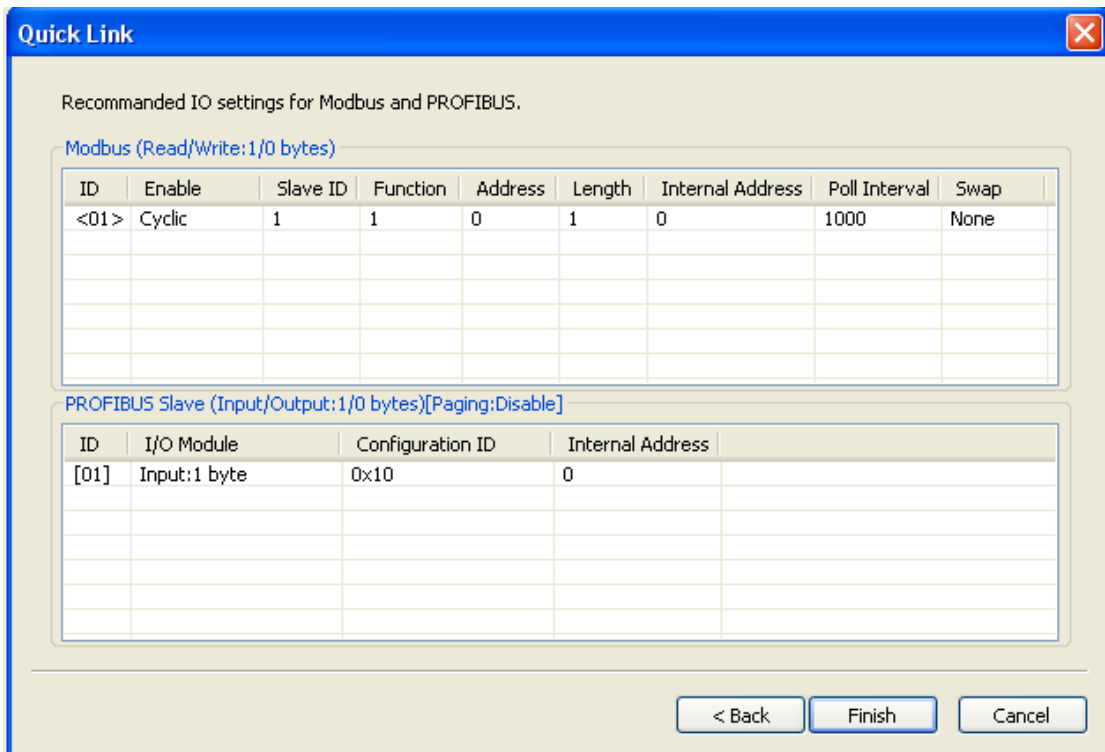 Quick Link
Recommanded IO settings for Modbus and PROFIBUS.
Modbus (Read/Write:1/0 bytes)
ID Enable Slave ID Function Address Length Internal Address Poll Interval Swap
<01> Cyclic 1 1 0 1 0 1000 None
PROFIBUS Slave (Input/Output:1/0 bytes)[Paging:Disable]
ID I/O Module Configuration ID Internal Address
[01] Input:1 byte 0x10 0
< Back Finish Cancel